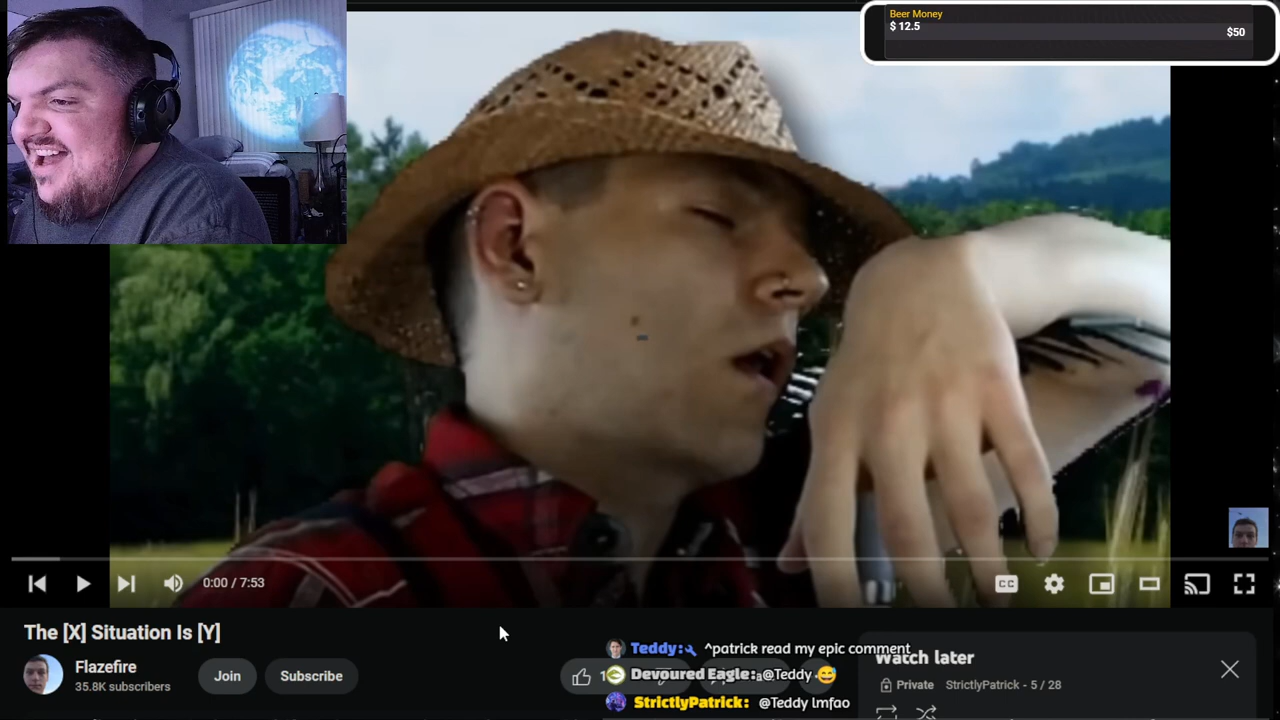 Beer Money
$ 12.5
$50
0:00 / 7:53
CC
The [X] Situation Is [Y]
Flazefire
35.8K subscribers
Join
Subscribe
Teddy: ^patrick read my epic comment
Devoured Eagle: @Teddy 😅
StrictlyPatrick: @Teddy lmfao
Watch later
Private StrictlyPatrick - 5 / 28